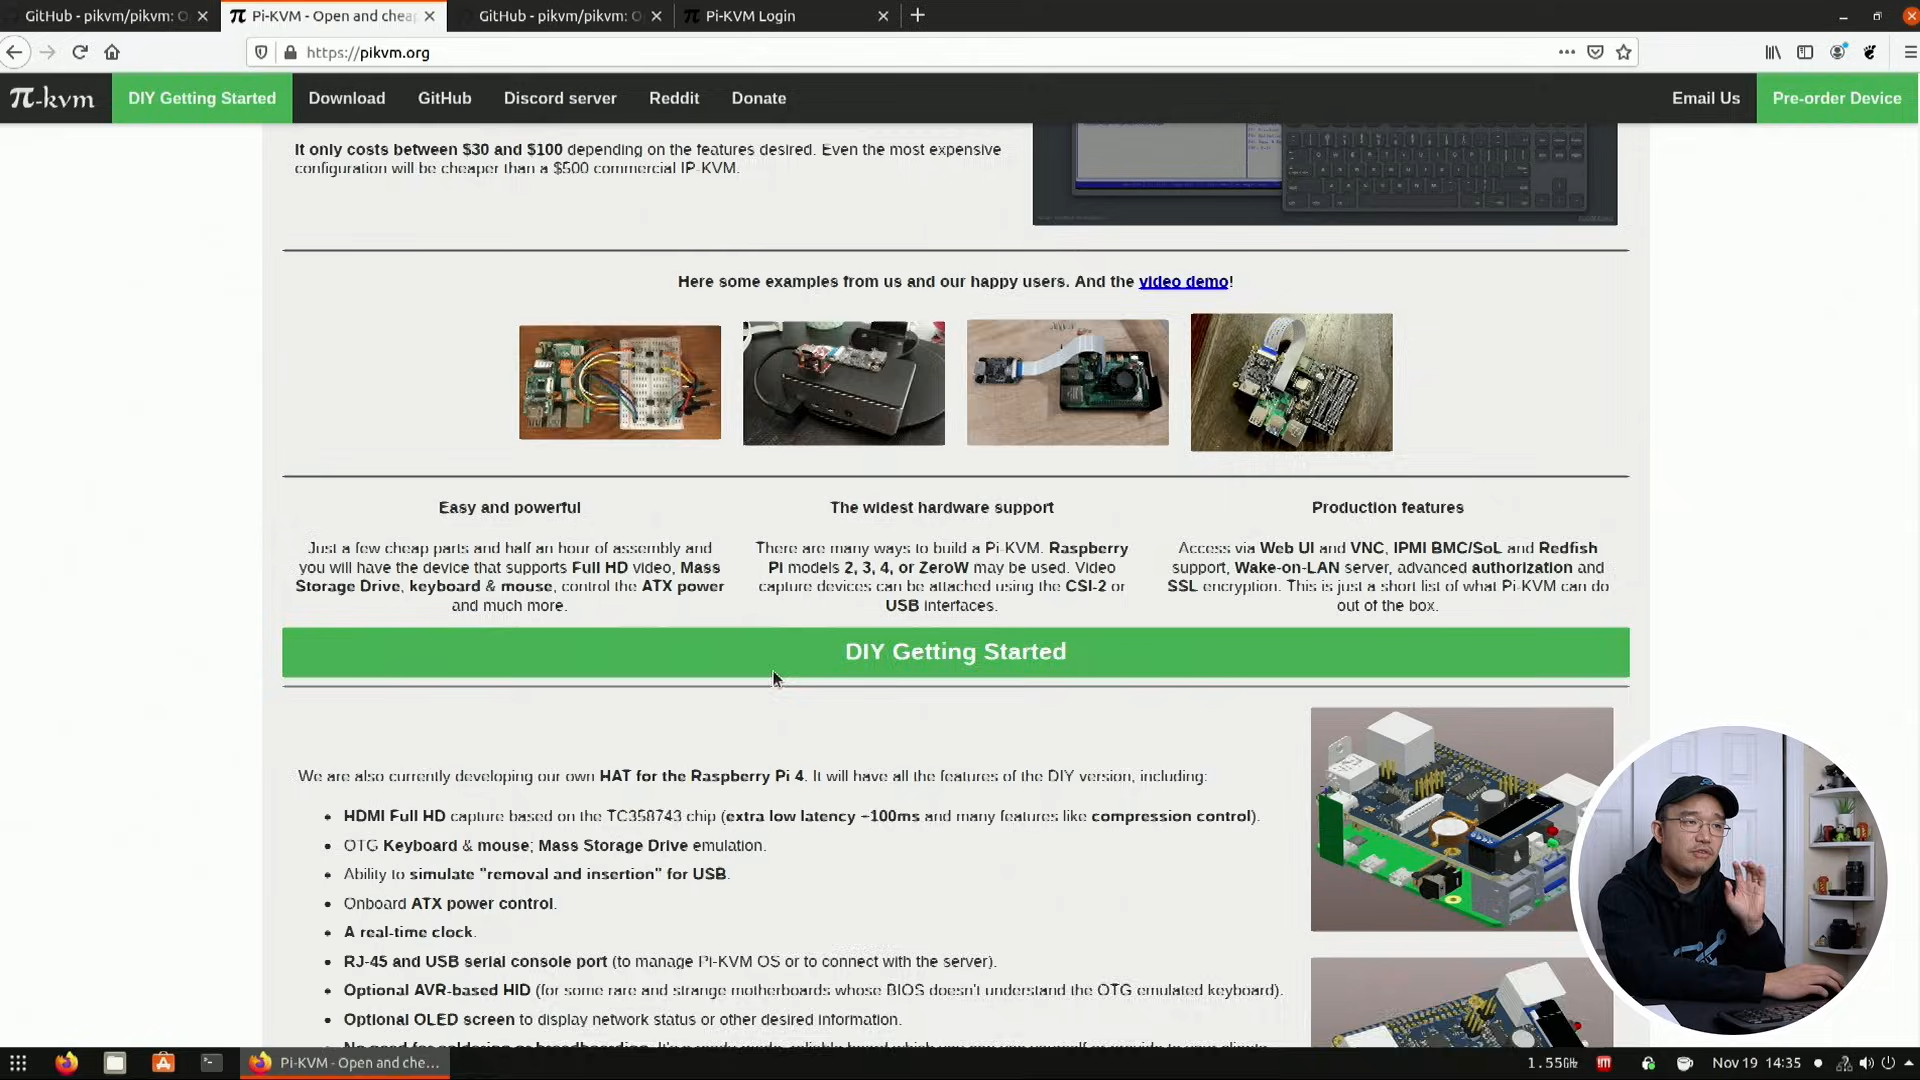 GitHub - pikvm/pikvm: O
Pi-KVM - Open and chea
GitHub - pikvm/pikvm: O
Pi-KVM Login
https://pikvm.org
π-kvm
DIY Getting Started
Download
GitHub
Discord server
Reddit
Donate
Email Us
Pre-order Device
It only costs between $30 and $100 depending on the features desired. Even the most expensive
configuration will be cheaper than a $500 commercial IP-KVM.
Here some examples from us and our happy users. And the video demo!
Easy and powerful
Just a few cheap parts and half an hour of assembly and
you will have the device that supports Full HD video, Mass
Storage Drive, keyboard & mouse, control the ATX power
and much more.
The widest hardware support
There are many ways to build a Pi-KVM. Raspberry
Pi models 2, 3, 4, or ZeroW may be used. Video
capture devices can be attached using the CSI-2 or
USB interfaces.
Production features
Access via Web UI and VNC, IPMI BMC/SoL and Redfish
support, Wake-on-LAN server, advanced authorization and
SSL encryption. This is just a short list of what Pi-KVM can do
out of the box.
DIY Getting Started
We are also currently developing our own HAT for the Raspberry Pi 4. It will have all the features of the DIY version, including:
• HDMI Full HD capture based on the TC358743 chip (extra low latency ~100ms and many features like compression control).
• OTG Keyboard & mouse; Mass Storage Drive emulation.
• Ability to simulate "removal and insertion" for USB.
• Onboard ATX power control.
• A real-time clock.
• RJ-45 and USB serial console port (to manage Pi-KVM OS or to connect with the server).
• Optional AVR-based HID (for some rare and strange motherboards whose BIOS doesn't understand the OTG emulated keyboard).
• Optional OLED screen to display network status or other desired information.
Pi-KVM - Open and che...
1.55GHz
Nov 19 14:35